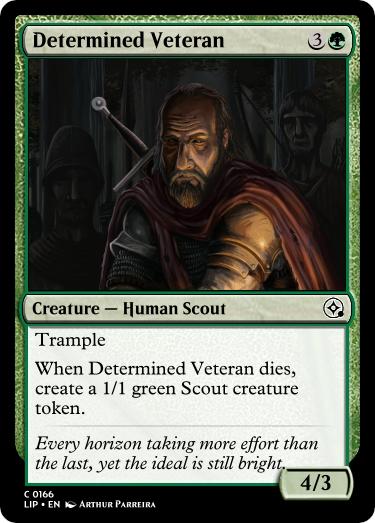 Determined Veteran 3
Creature — Human Scout
Trample
When Determined Veteran dies,
create a 1/1 green Scout creature
token.
Every horizon taking more effort than
the last, yet the ideal is still bright.
4/3
C 0166
LIP • EN Arthur Parreira